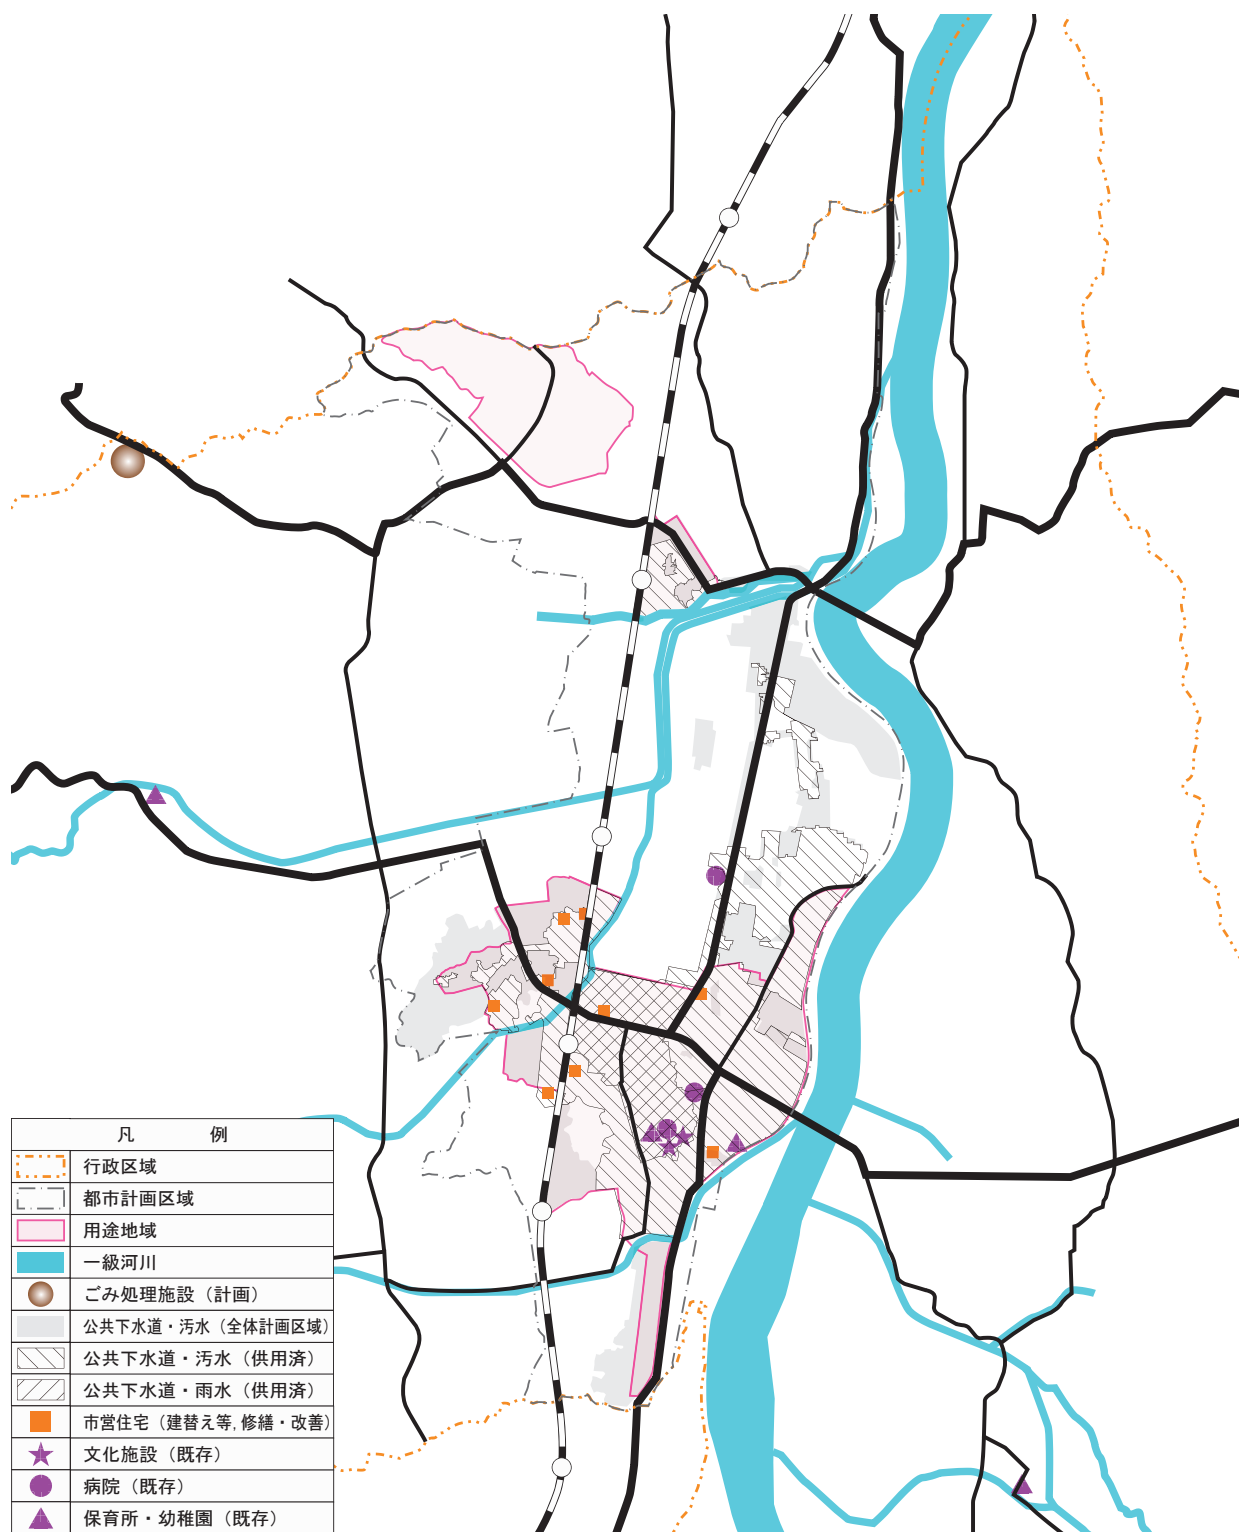 凡 例
行政区域
都市計画区域
用途地域
一級河川
ごみ処理施設（計画）
公共下水道・汚水（全体計画区域）
公共下水道・汚水（供用済）
公共下水道・雨水（供用済）
市営住宅（建替え等,修繕・改善）
文化施設（既存）
病院（既存）
保育所・幼稚園（既存）